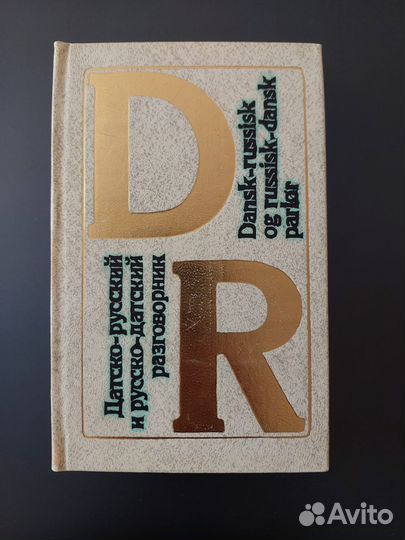 D
Dansk-russisk
og russisk-dansk
parlør
Датско-русский
и русско-датский
разговорник
R
Avito